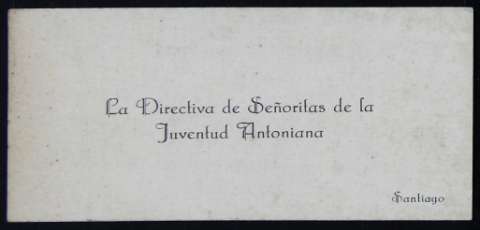 La Directiva de Señoritas de la
Juventud Antoniana
Santiago